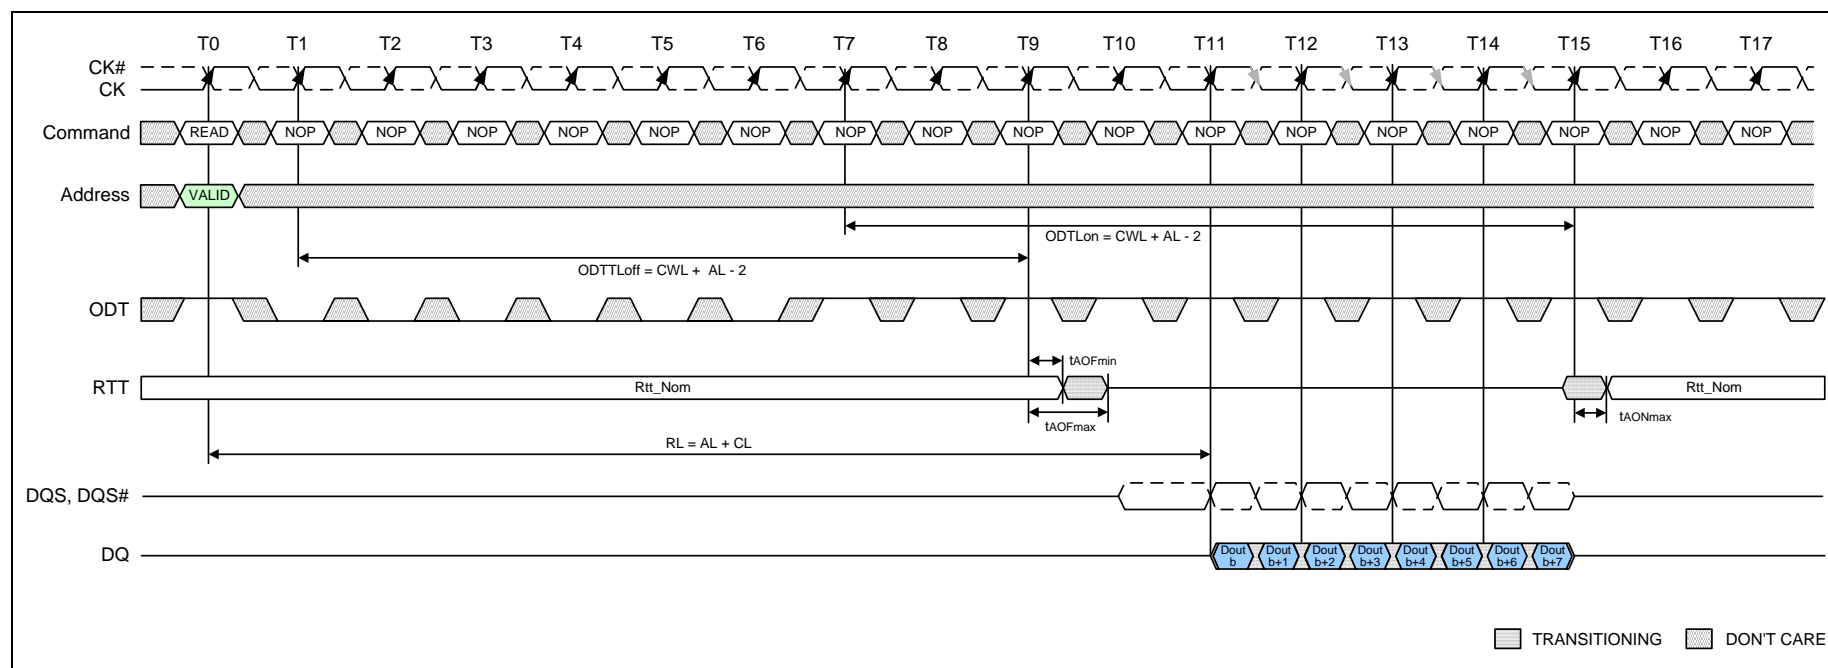 T0 T1 T2 T3 T4 T5 T6 T7 T8 T9 T10 T11 T12 T13 T14 T15 T16 T17
CK#
CK
Command READ NOP NOP NOP NOP NOP NOP NOP NOP NOP NOP NOP NOP NOP NOP NOP NOP NOP
Address VALID
ODTLon = CWL + AL - 2
ODTTLoff = CWL + AL - 2
ODT
tAOFmin
RTT Rtt_Nom Rtt_Nom
tAOFmax tAONmax
RL = AL + CL
DQS, DQS#
DQ Dout b Dout b+1 Dout b+2 Dout b+3 Dout b+4 Dout b+5 Dout b+6 Dout b+7
TRANSITIONING DON'T CARE